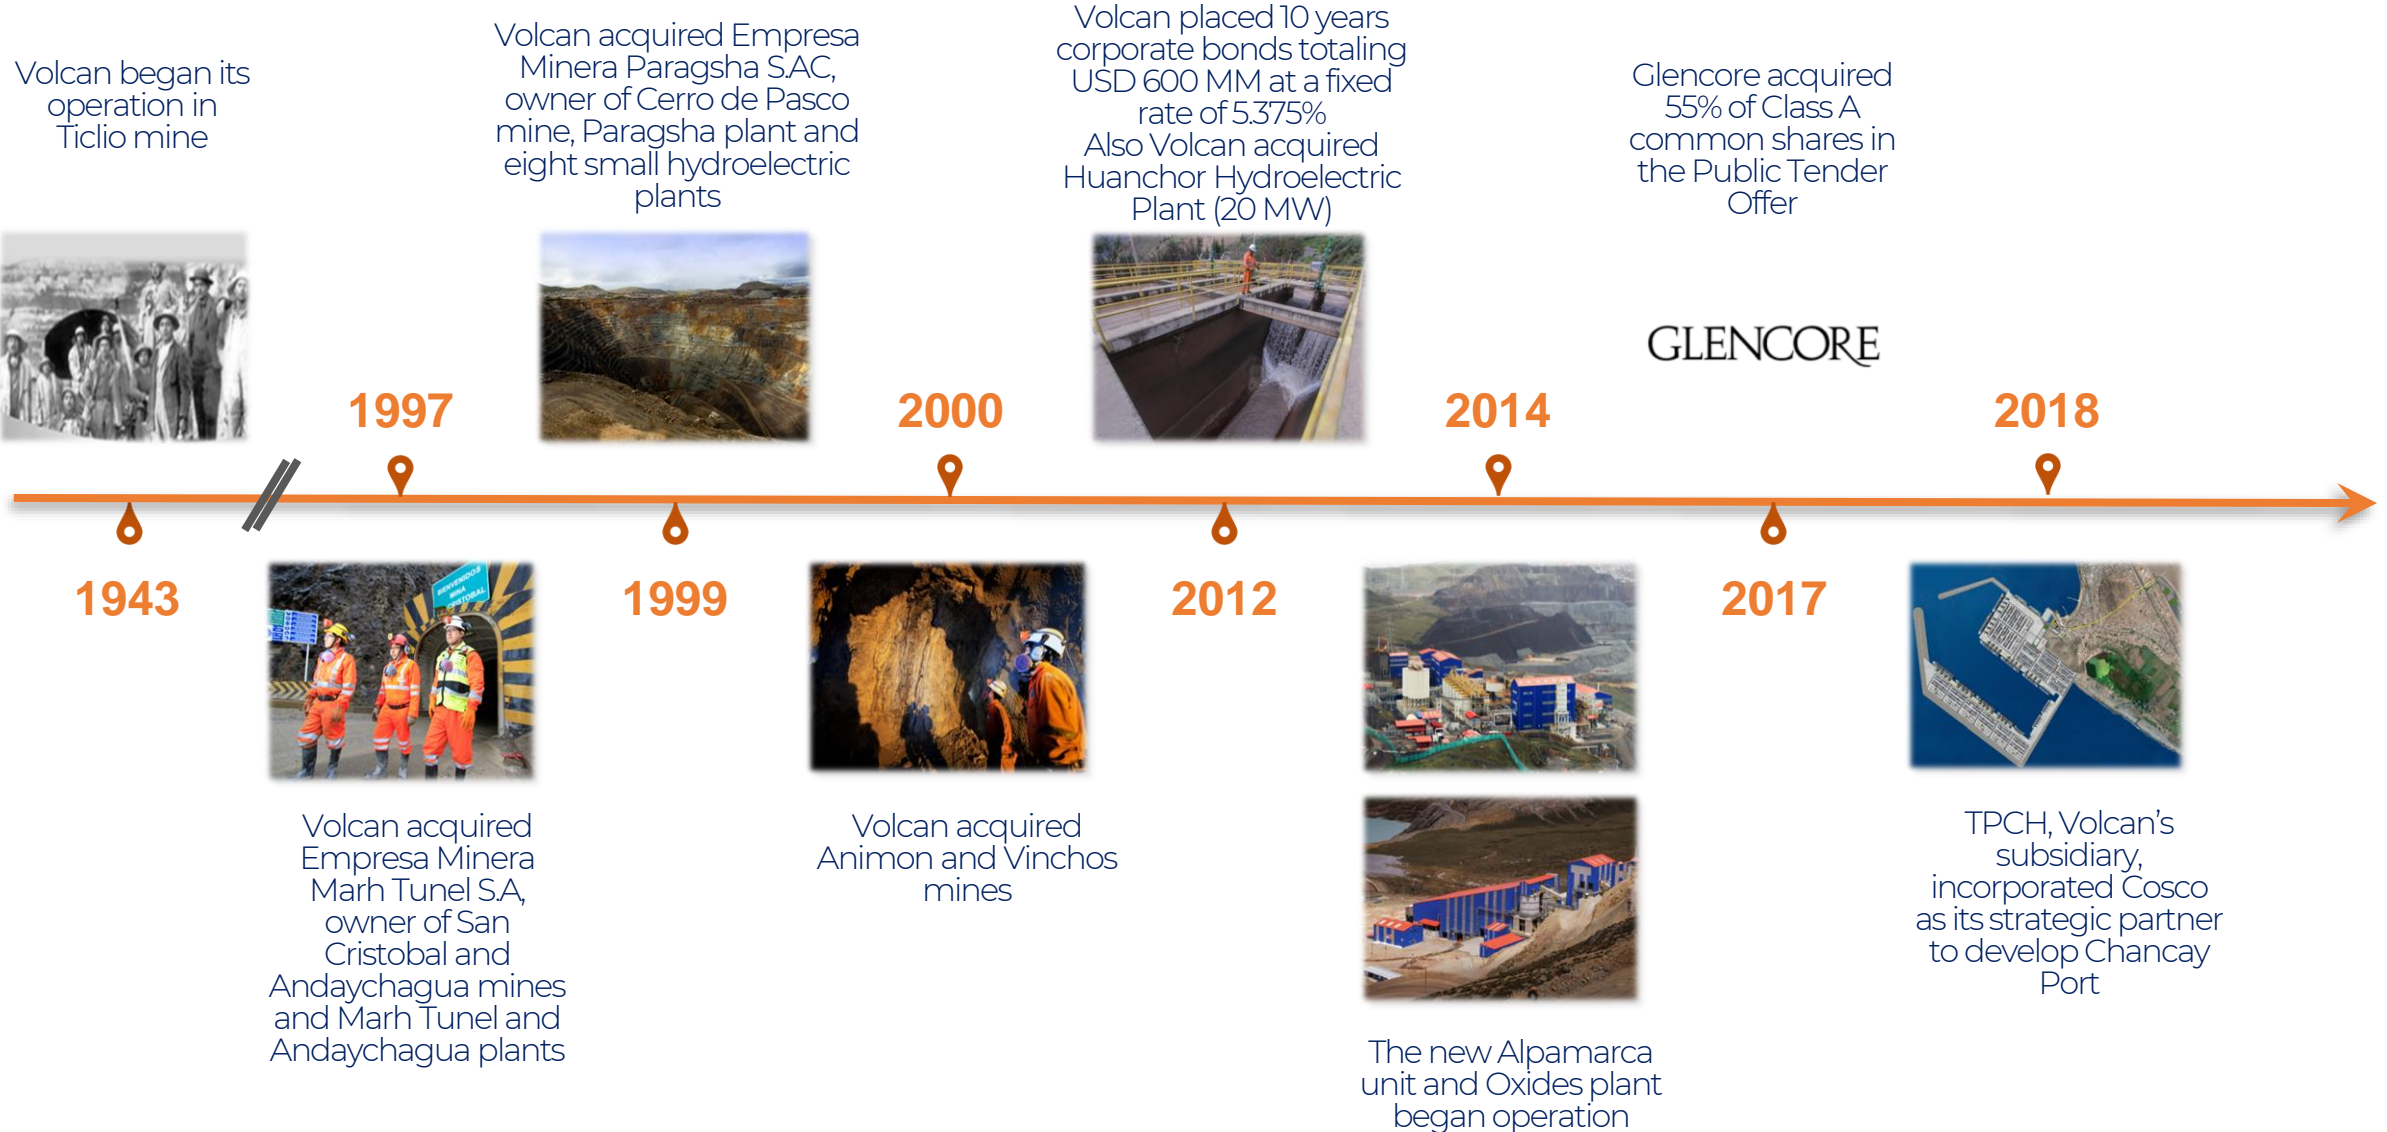 Volcan began its
operation in
Ticlio mine
1943
1997
BIENVENIDOS
MINA
CRISTOBAL
Volcan acquired
Empresa Minera
Marh Tunel S.A,
owner of San
Cristobal and
Andaychagua mines
and Marh Tunel and
Andaychagua plants
Volcan acquired Empresa
Minera Paragsha S.AC,
owner of Cerro de Pasco
mine, Paragsha plant and
eight small hydroelectric
plants
1999
2000
Volcan acquired
Animon and Vinchos
mines
Volcan placed 10 years
corporate bonds totaling
USD 600 MM at a fixed
rate of 5.375%
Also Volcan acquired
Huanchor Hydroelectric
Plant (20 MW)
2012
2014
The new Alpamarca
unit and Oxides plant
began operation
Glencore acquired
55% of Class A
common shares in
the Public Tender
Offer
GLENCORE
2017
2018
TPCH, Volcan’s
subsidiary,
incorporated Cosco
as its strategic partner
to develop Chancay
Port